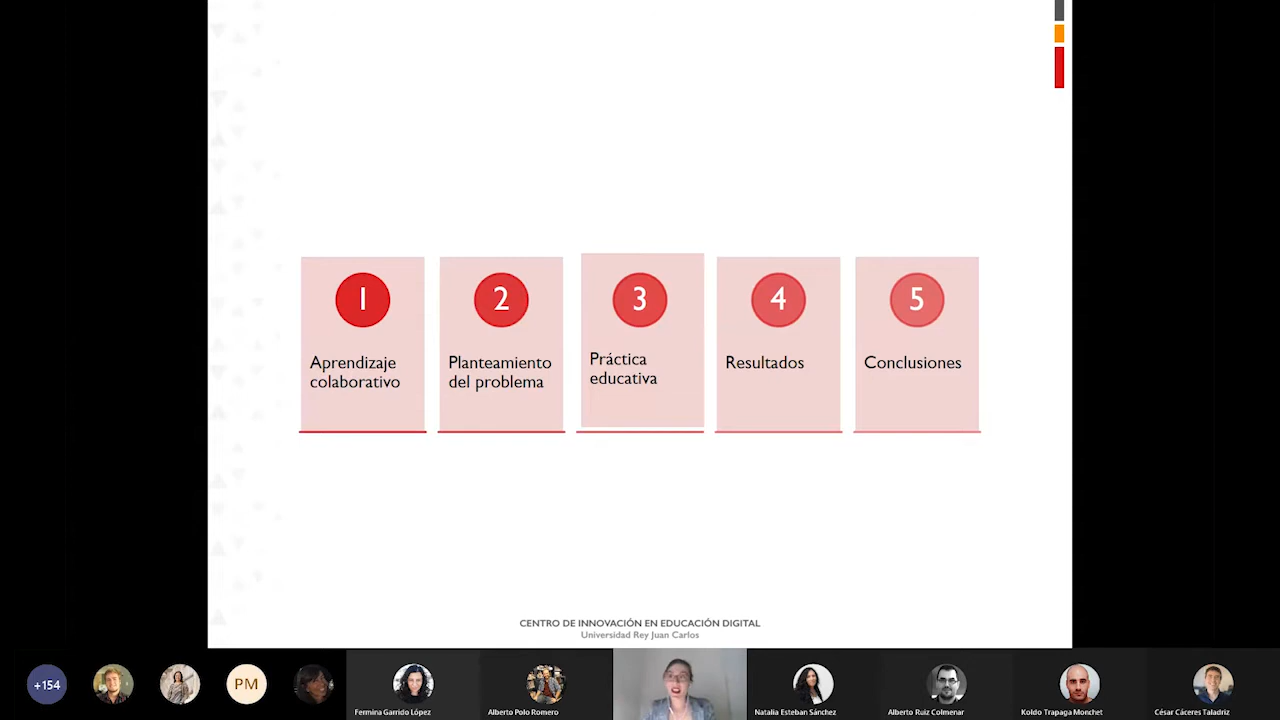 1
2
3
4
5
Aprendizaje
colaborativo
Planteamiento
del problema
Práctica
educativa
Resultados
Conclusiones
CENTRO DE INNOVACIÓN EN EDUCACIÓN DIGITAL
Universidad Rey Juan Carlos
+154
PM
Fermina Garrido López
Alberto Polo Romero
Natalia Esteban Sánchez
Alberto Ruiz Colmenar
Koldo Trapaga Monchet
César Cáceres Taladriz